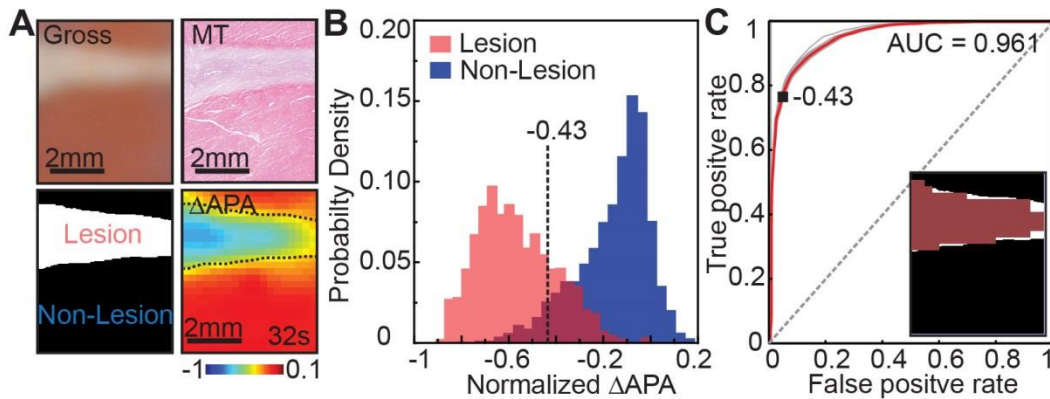 A
Gross
2mm
MT
2mm
Lesion
Non-Lesion
ΔAPA
2mm
32s
-1
0.1
B
Lesion
Non-Lesion
-0.43
0.20
0.15
0.10
0.05
0
Probabilty Density
-1
-0.6
-0.2
0.2
Normalized ΔAPA
C
AUC = 0.961
-0.43
1
0.8
0.6
0.4
0.2
0
True positve rate
0
0.2
0.4
0.6
0.8
1
False positve rate